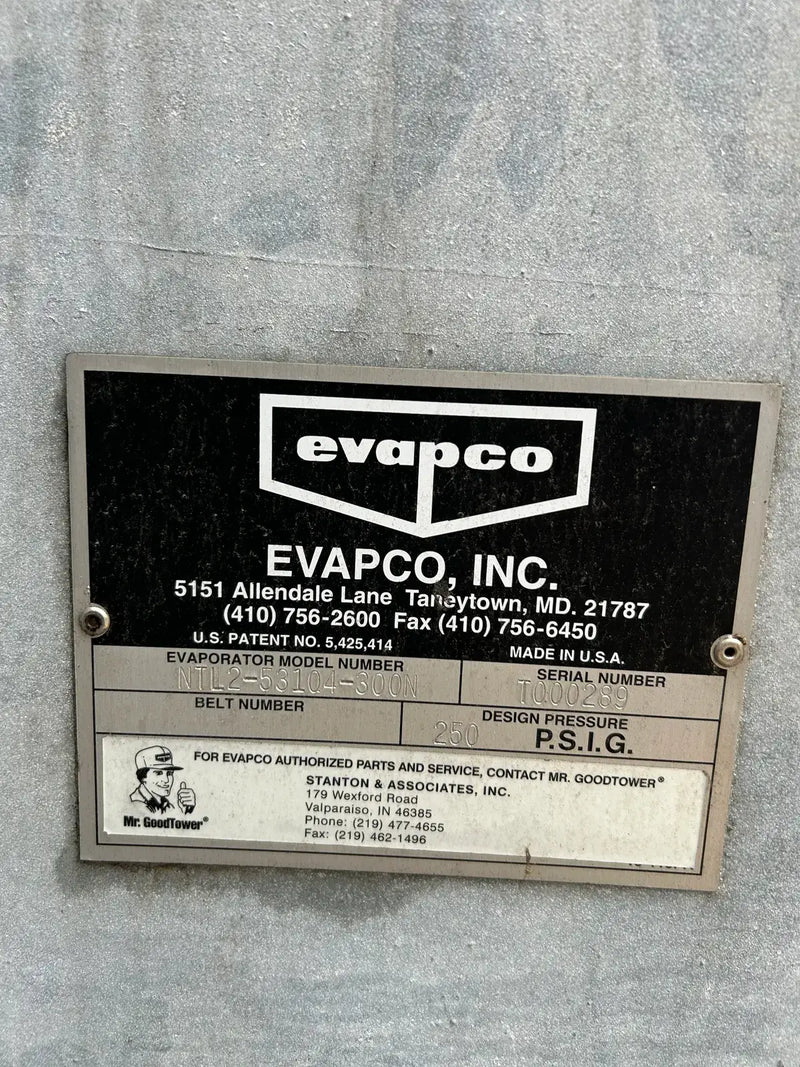 evapco
EVAPCO, INC.
5151 Allendale Lane Taneytown, MD. 21787
(410) 756-2600 Fax (410) 756-6450
U.S. PATENT NO. 5,425,414 MADE IN U.S.A.
EVAPORATOR MODEL NUMBER SERIAL NUMBER
NTL2-53104-300N T000289
BELT NUMBER DESIGN PRESSURE
250 P.S.I.G.
FOR EVAPCO AUTHORIZED PARTS AND SERVICE, CONTACT MR. GOODTOWER®
STANTON & ASSOCIATES, INC.
179 Wexford Road
Valparaiso, IN 46385
Phone: (219) 477-4655
Fax: (219) 462-1496
Mr. GoodTower®